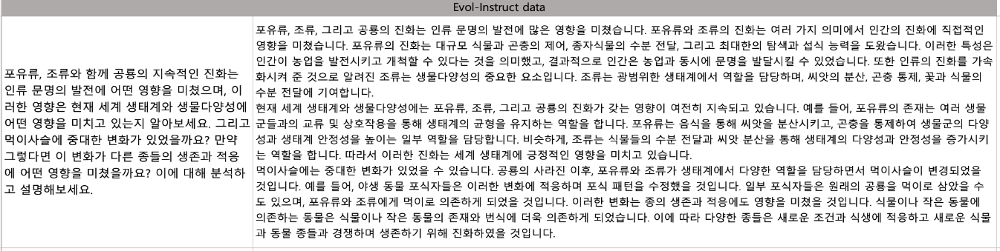 Evol-Instruct data
포유류, 조류와 함께 공룡의 지속적인 진화는
인류 문명의 발전에 어떤 영향을 미쳤으며, 이
러한 영향은 현재 세계 생태계와 생물다양성에
어떤 영향을 미치고 있는지 알아보세요. 그리고
먹이사슬에 중대한 변화가 있었을까요? 만약
그렇다면 이 변화가 다른 종들의 생존과 적응
에 어떤 영향을 미쳤을까요? 이에 대해 분석하
고 설명해보세요.
포유류, 조류, 그리고 공룡의 진화는 인류 문명의 발전에 많은 영향을 미쳤습니다. 포유류와 조류의 진화는 여러 가지 의미에서 인간의 진화에 직접적인
영향을 미쳤습니다. 포유류의 진화는 대규모 식물과 곤충의 제어, 종자식물의 수분 전달, 그리고 최대한의 탐색과 섭식 능력을 도왔습니다. 이러한 특성은
인간이 농업을 발전시키고 개척할 수 있다는 것을 의미했고, 결과적으로 인간은 농업과 동시에 문명을 발달시킬 수 있었습니다. 또한 인류의 진화를 가속
화시켜 준 것으로 알려진 조류는 생물다양성의 중요한 요소입니다. 조류는 광범위한 생태계에서 역할을 담당하며, 씨앗의 분산, 곤충 통제, 꽃과 식물의
수분 전달에 기여합니다.
현재 세계 생태계와 생물다양성에는 포유류, 조류, 그리고 공룡의 진화가 갖는 영향이 여전히 지속되고 있습니다. 예를 들어, 포유류의 존재는 여러 생물
군들과의 교류 및 상호작용을 통해 생태계의 균형을 유지하는 역할을 합니다. 포유류는 음식을 통해 씨앗을 분산시키고, 곤충을 통제하여 생물군의 다양
성과 생태계 안정성을 높이는 일부 역할을 담당합니다. 비슷하게, 조류는 식물들의 수분 전달과 씨앗 분산을 통해 생태계의 다양성과 안정성을 증가시키
는 역할을 합니다. 따라서 이러한 진화는 세계 생태계에 긍정적인 영향을 미치고 있습니다.
먹이사슬에는 중대한 변화가 있었을 수 있습니다. 공룡의 사라진 이후, 포유류와 조류가 생태계에서 다양한 역할을 담당하면서 먹이사슬이 변경되었을
것입니다. 예를 들어, 야생 동물 포식자들은 이러한 변화에 적응하며 포식 패턴을 수정했을 것입니다. 일부 포식자들은 원래의 공룡을 먹이로 삼았을 수
도 있으며, 포유류와 조류에게 먹이로 의존하게 되었을 것입니다. 이러한 변화는 종의 생존과 적응에도 영향을 미쳤을 것입니다. 식물이나 작은 동물에
의존하는 동물은 식물이나 작은 동물의 존재와 번식에 더욱 의존하게 되었습니다. 이에 따라 다양한 종들은 새로운 조건과 식생에 적응하고 새로운 식물
과 동물 종들과 경쟁하며 생존하기 위해 진화하였을 것입니다.